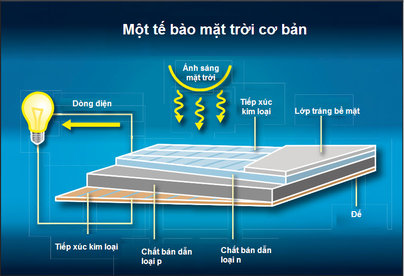 Một tế bào mặt trời cơ bản
Ánh sáng
mặt trời
Dòng điện
Tiếp xúc
kim loại
Lớp tráng bề mặt
Đế
Tiếp xúc kim loại
Chất bán dẫn
loại p
Chất bán dẫn
loại n